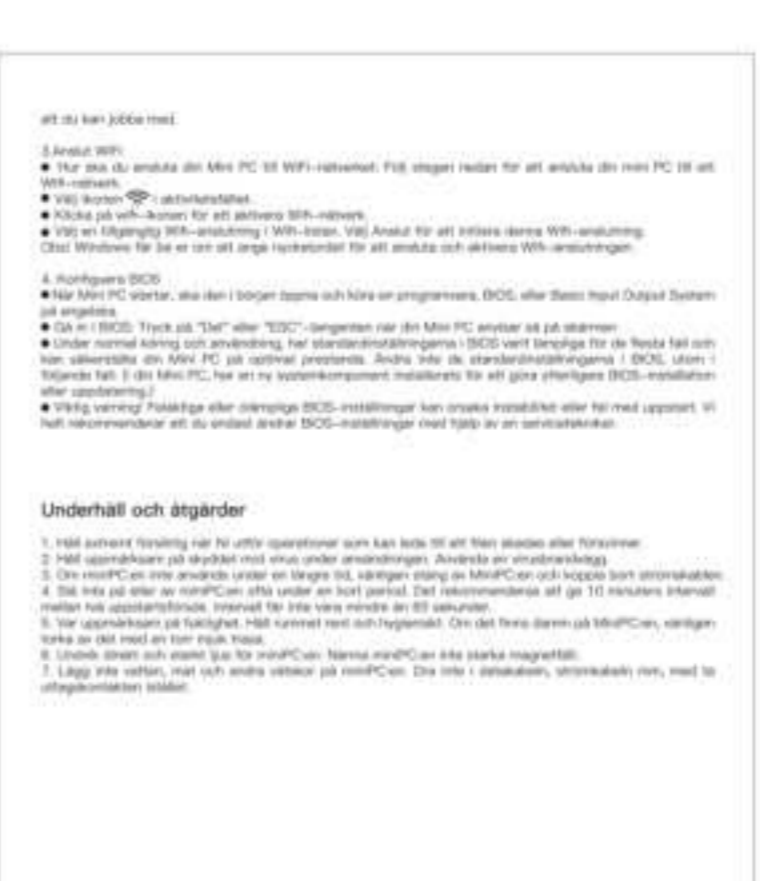 att du kan jobba med.
3.Anslut WiFi
● Hur ska du ansluta din Mini PC till WiFi-nätverket. Följ stegen nedan för att ansluta din mini PC till ett
Wifi-nätverk.
● Välj ikonen i aktivitetsfältet.
● Klicka på wifi-ikonen för att aktivera Wifi-nätverk.
● Välj en tillgänglig Wifi-anslutning i Wifi-listan. Välj Anslut för att initiera denna Wifi-anslutning.
Obs! Windows får be er om att ange nyckelordet för att ansluta och aktivera Wifi-anslutningen.
4. Konfiguera BIOS
● När Mini PC startar, ska den i början öppna och köra en programvara, BIOS, eller Basic Input Output System
på engelska.
● Gå in i BIOS: Tryck på "Del" eller "ESC"-tangenten när din Mini PC anvisar så på skärmen
● Under normal köring och användning, har standardinställningarna i BIOS varit lämpliga för de flesta fall och
kan säkerställa din Mini PC på optimal prestanda. Ändra inte de standardinställningarna i BIOS, utom i
följande fall: (i din Mini PC, har en ny systemkomponent installerats för att göra ytterligare BIOS-installation
eller uppdatering.)
● Viktig varning! Felaktiga eller olämpliga BIOS-inställningar kan orsaka instabilitet eller fel med uppstart. Vi
helt rekommenderar att du endast ändrar BIOS-inställningar med hjälp av en servicetekniker.
Underhåll och åtgärder
1. Håll extremt försiktig när Ni utför operationer som kan leda till att filen skadas eller försvinner.
2. Håll uppmärksam på skyddet mot virus under användningen. Använda en virusbrandvägg.
3. Om miniPC:en inte används under en längre tid, vänligen stäng av MiniPC:en och koppla bort strömkabeln.
4. Slå inte på eller av miniPC:en ofta under en kort period. Det rekommenderas att ge 10 minuters intervall
mellan två uppstartsförsök. Intervall får inte vara mindre än 60 sekunder.
5. Var uppmärksam på fuktighet. Håll rummet rent och hygieniskt. Om det finns damm på MiniPC:en, vänligen
torka av det med en torr mjuk trasa.
6. Undvik direkt och starkt ljus för miniPC:en. Närma miniPC:en inte starka magnetfält.
7. Lägg inte vatten, mat och andra vätskor på miniPC:en. Dra inte i datakabeln, strömkabeln mm, med ta
uttagskontakten istället.